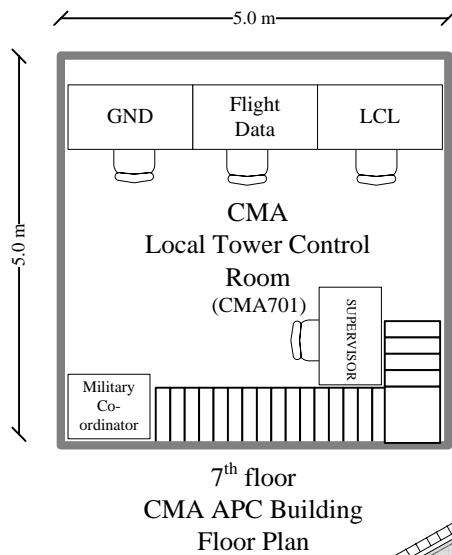 5.0 m
5.0 m
GND
Flight
Data
LCL
CMA
Local Tower Control
Room
(CMA701)
SUPERVISOR
Military
Co-
ordinator
7th floor
CMA APC Building
Floor Plan